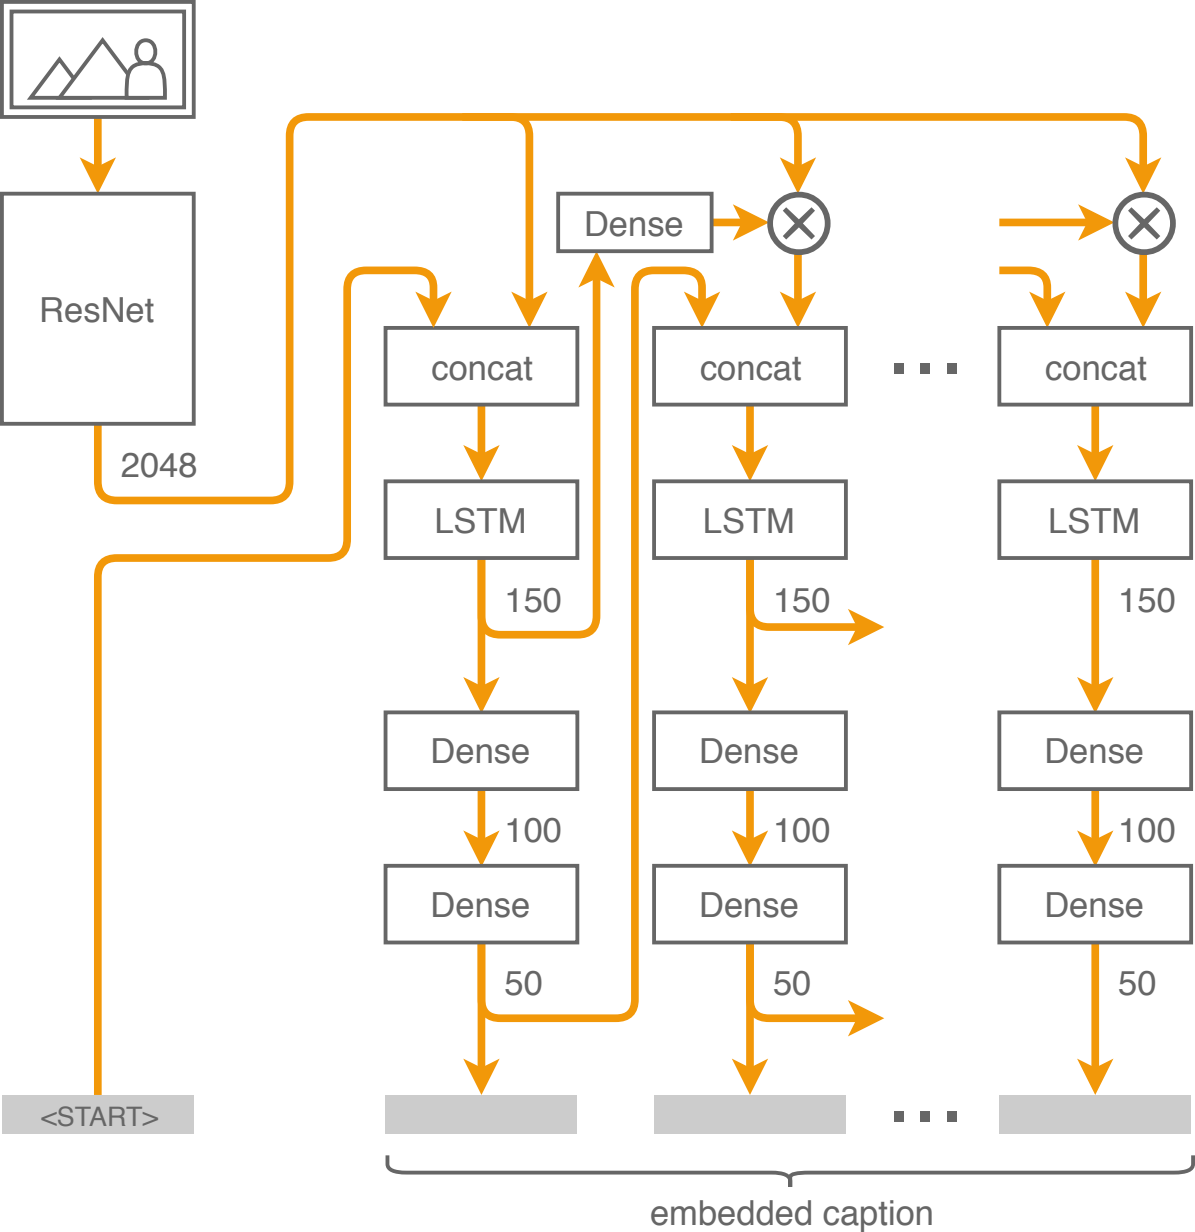 Dense
ResNet
concat
concat
concat
2048
LSTM
LSTM
LSTM
150
150
150
Dense
Dense
Dense
100
100
100
Dense
Dense
Dense
50
50
50
<START>
embedded caption